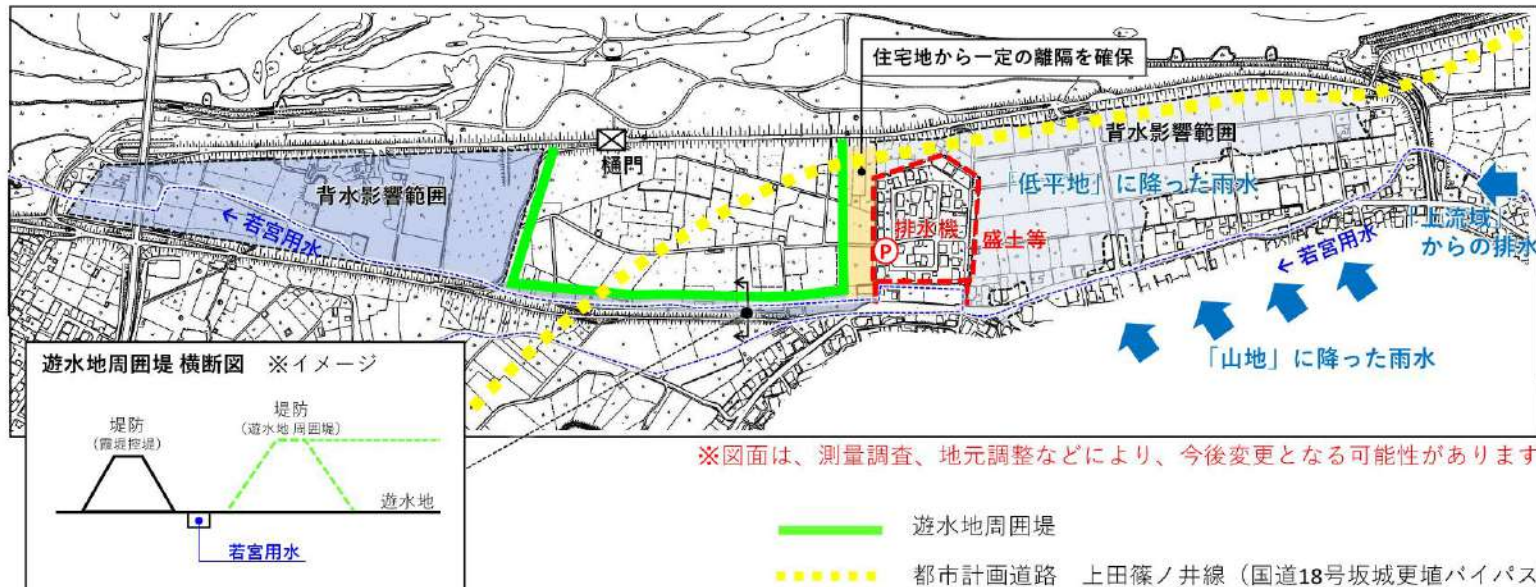 住宅地から一定の離隔を確保
背水影響範囲
樋門
背水影響範囲
「低平地」に降った雨水
← 若宮用水
排水機
P
盛土等
「上流域」
からの排水
← 若宮用水
「山地」に降った雨水
遊水地周囲堤 横断図 ※イメージ
堤防
(霞堤控堤)
堤防
(遊水地 周囲堤)
遊水地
若宮用水
※図面は、測量調査、地元調整などにより、今後変更となる可能性があります
遊水地周囲堤
都市計画道路 上田篠ノ井線（国道18号坂城更埴バイパス